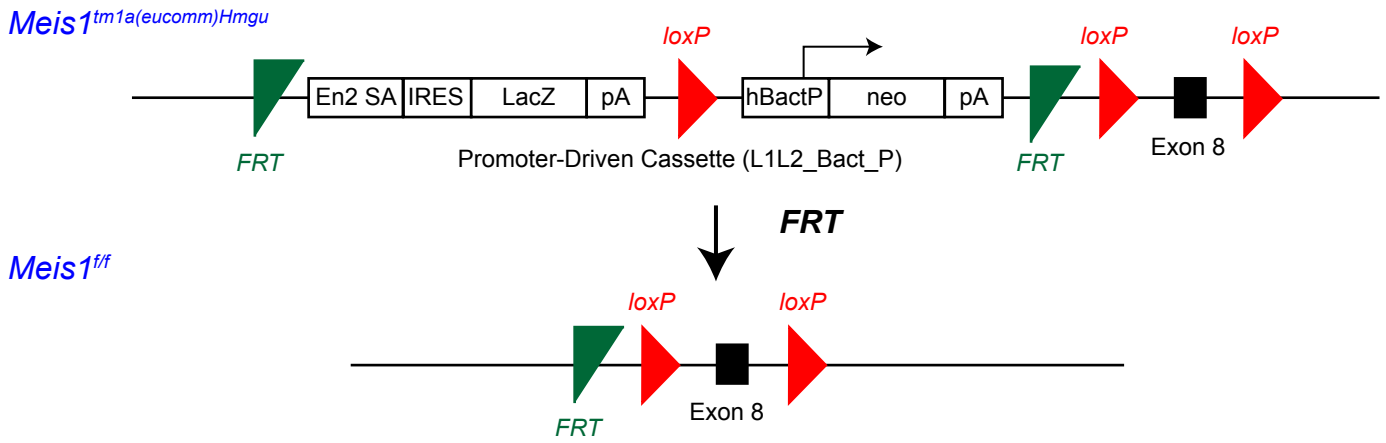 Meis1tm1a(eucomm)Hmgu
loxP loxP loxP
En2 SA IRES LacZ pA hBactP neo pA
FRT Promoter-Driven Cassette (L1L2_Bact_P) FRT Exon 8
FRT
Meis1f/f
loxP loxP
FRT Exon 8